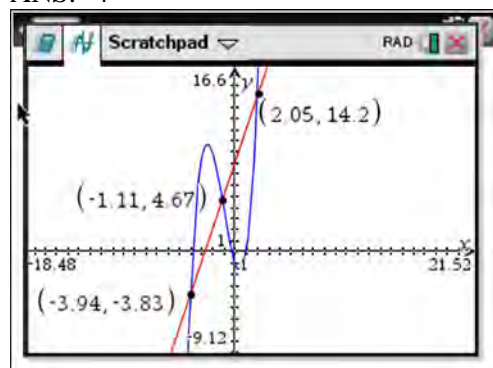 Scratchpad RAD
16.6 y
(2.05, 14.2)
(-1.11, 4.67)
1
x
-18.48 1 21.52
(-3.94, -3.83)
-9.12